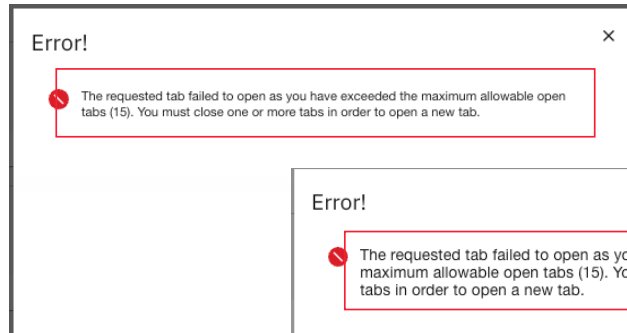 Error!
The requested tab failed to open as you have exceeded the maximum allowable open
tabs (15). You must close one or more tabs in order to open a new tab.
Error!
The requested tab failed to open as
maximum allowable open tabs (15).
tabs in order to open a new tab.